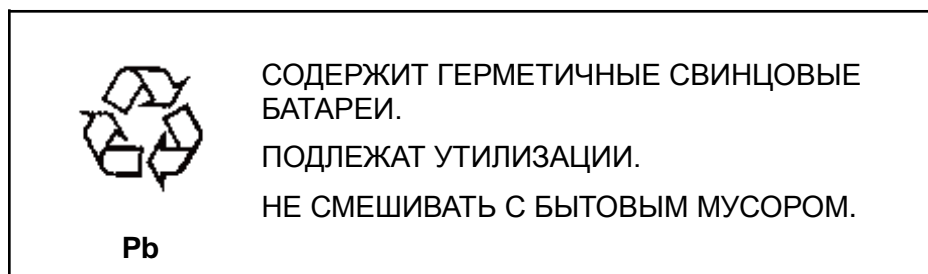 СОДЕРЖИТ ГЕРМЕТИЧНЫЕ СВИНЦОВЫЕ
БАТАРЕИ.
ПОДЛЕЖАТ УТИЛИЗАЦИИ.
НЕ СМЕШИВАТЬ С БЫТОВЫМ МУСОРОМ.
Pb